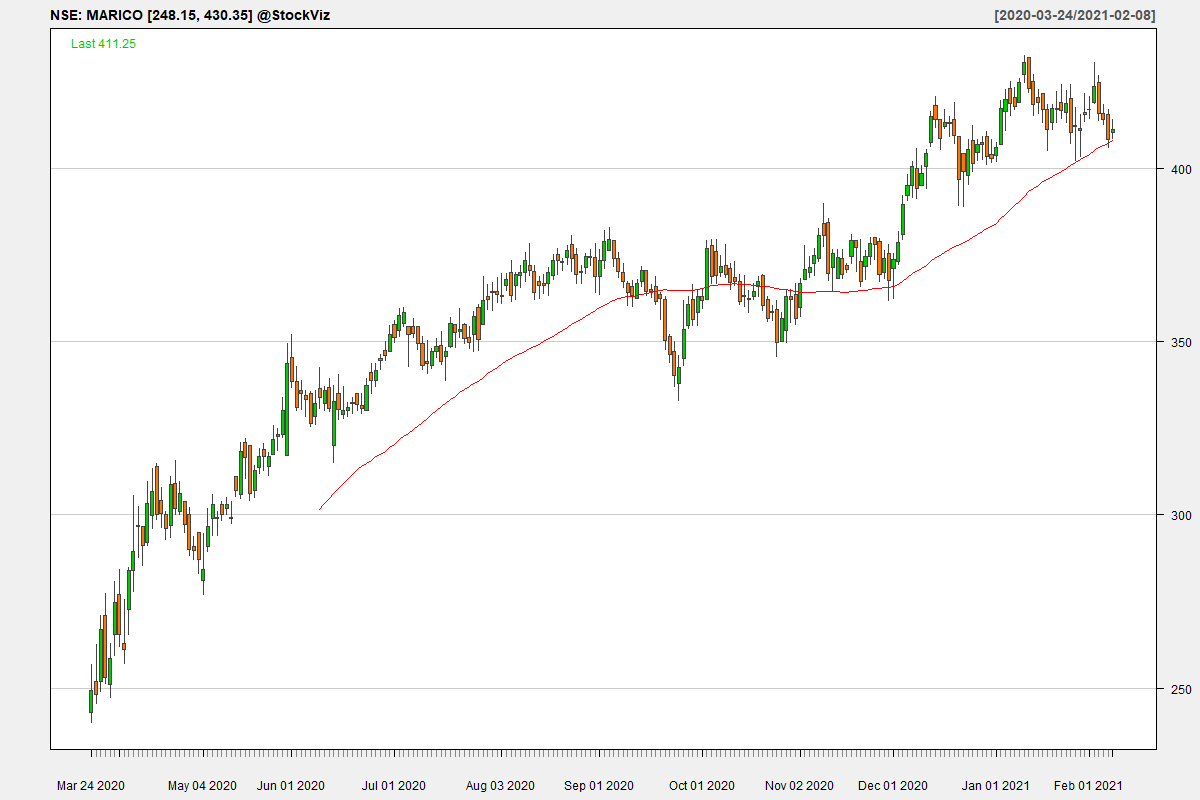 NSE: MARICO [248.15, 430.35] @StockViz [2020-03-24/2021-02-08]
Last 411.25
400
350
300
250
Mar 24 2020 May 04 2020 Jun 01 2020 Jul 01 2020 Aug 03 2020 Sep 01 2020 Oct 01 2020 Nov 02 2020 Dec 01 2020 Jan 01 2021 Feb 01 2021